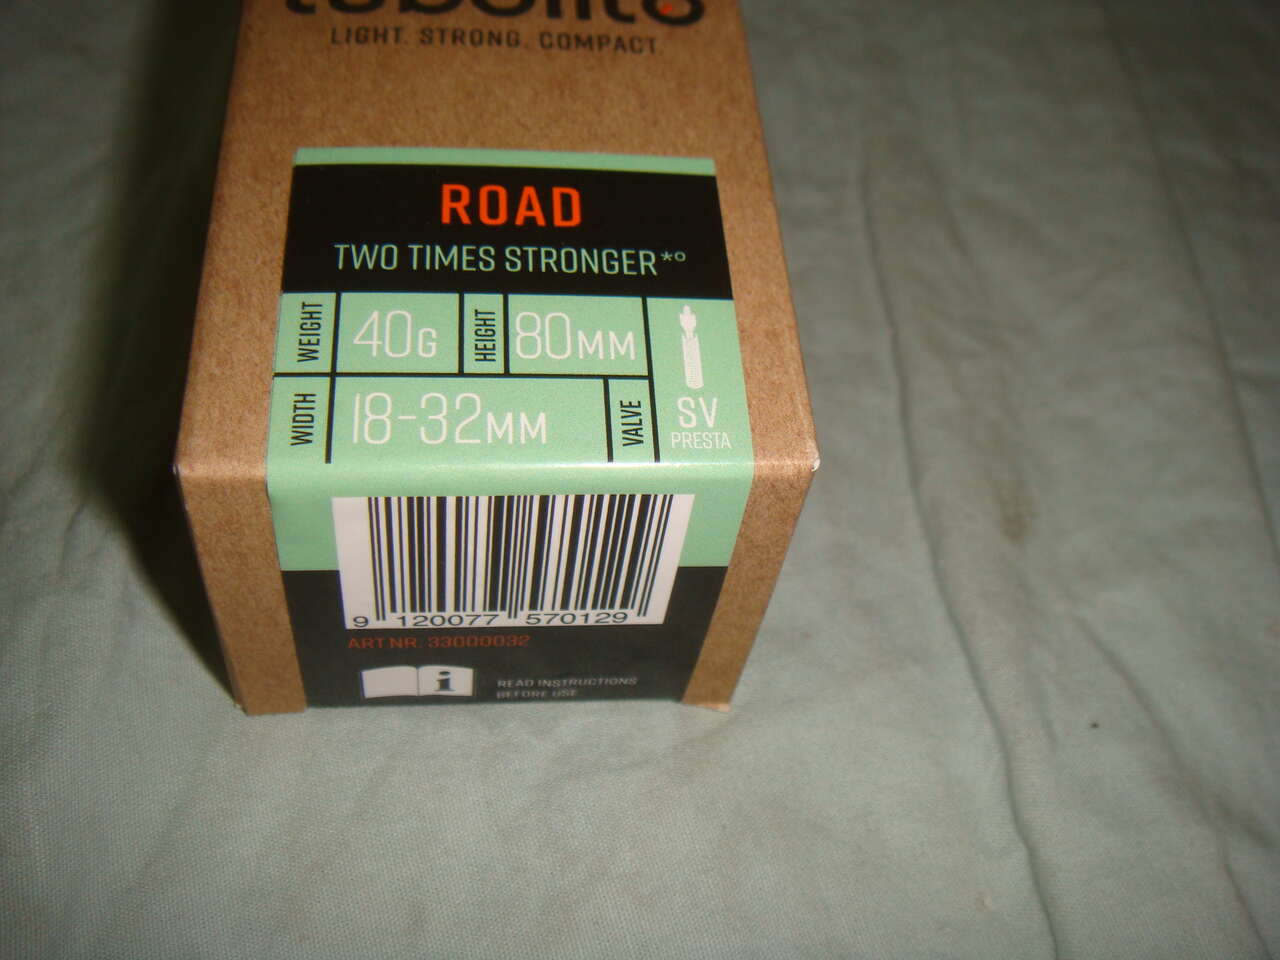 tubolito
LIGHT. STRONG. COMPACT.
ROAD
TWO TIMES STRONGER*°
WEIGHT
40G
HEIGHT
80MM
WIDTH
18-32MM
VALVE
SV
PRESTA
9 120077 570129
ART.NR. 33000032
i
READ INSTRUCTIONS
BEFORE USE